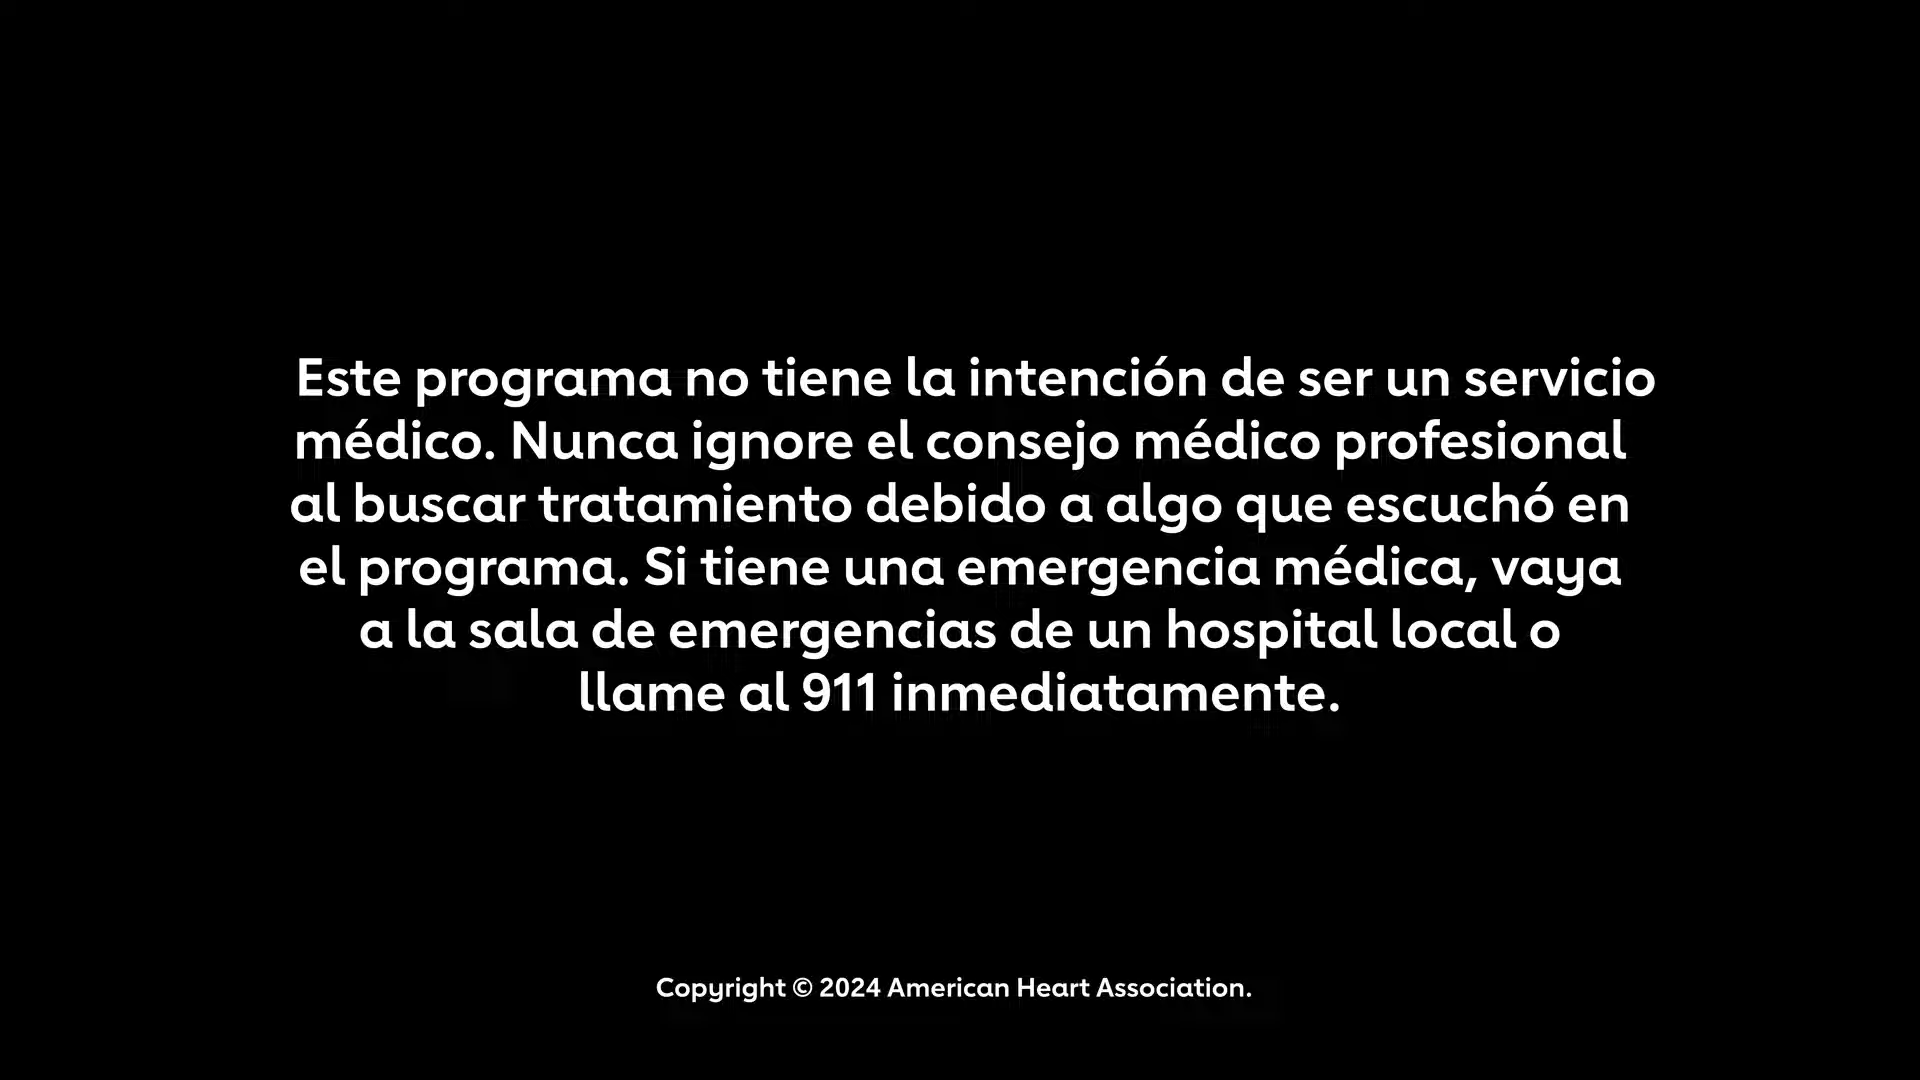 Este programa no tiene la intención de ser un servicio
médico. Nunca ignore el consejo médico profesional
al buscar tratamiento debido a algo que escuchó en
el programa. Si tiene una emergencia médica, vaya
a la sala de emergencias de un hospital local o
llame al 911 inmediatamente.
Copyright © 2024 American Heart Association.